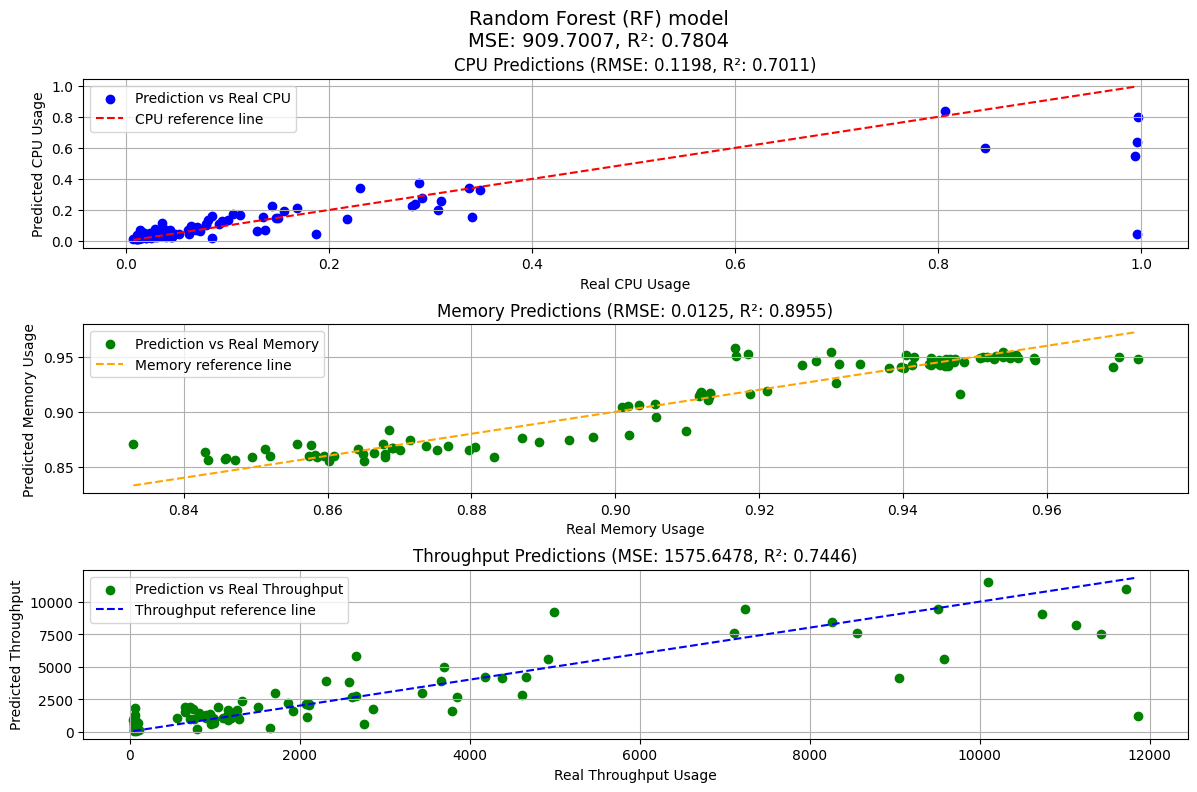 Random Forest (RF) model
MSE: 909.7007, R²: 0.7804
CPU Predictions (RMSE: 0.1198, R²: 0.7011)
Predicted CPU Usage
1.0
0.8
0.6
0.4
0.2
0.0
Prediction vs Real CPU
CPU reference line
0.0 0.2 0.4 0.6 0.8 1.0
Real CPU Usage
Memory Predictions (RMSE: 0.0125, R²: 0.8955)
Predicted Memory Usage
0.95
0.90
0.85
Prediction vs Real Memory
Memory reference line
0.84 0.86 0.88 0.90 0.92 0.94 0.96
Real Memory Usage
Throughput Predictions (MSE: 1575.6478, R²: 0.7446)
Predicted Throughput
10000
7500
5000
2500
0
Prediction vs Real Throughput
Throughput reference line
0 2000 4000 6000 8000 10000 12000
Real Throughput Usage